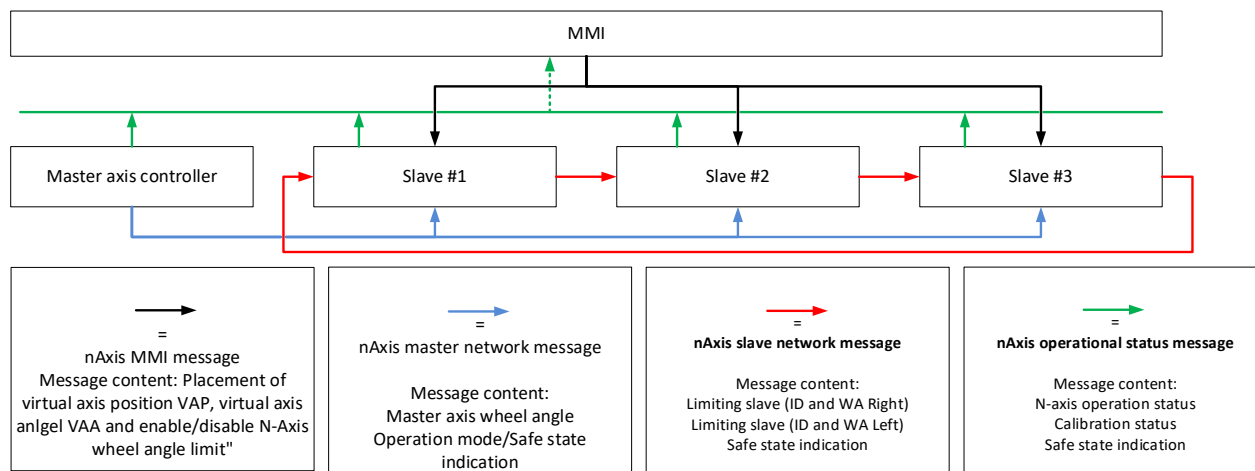 MMI
Master axis controller
Slave #1
Slave #2
Slave #3
=
nAxis MMI message
Message content: Placement of
virtual axis position VAP, virtual axis
anlgel VAA and enable/disable N-Axis
wheel angle limit"
=
nAxis master network message
Message content:
Master axis wheel angle
Operation mode/Safe state
indication
=
nAxis slave network message
Message content:
Limiting slave (ID and WA Right)
Limiting slave (ID and WA Left)
Safe state indication
=
nAxis operational status message
Message content:
N-axis operation status
Calibration status
Safe state indication